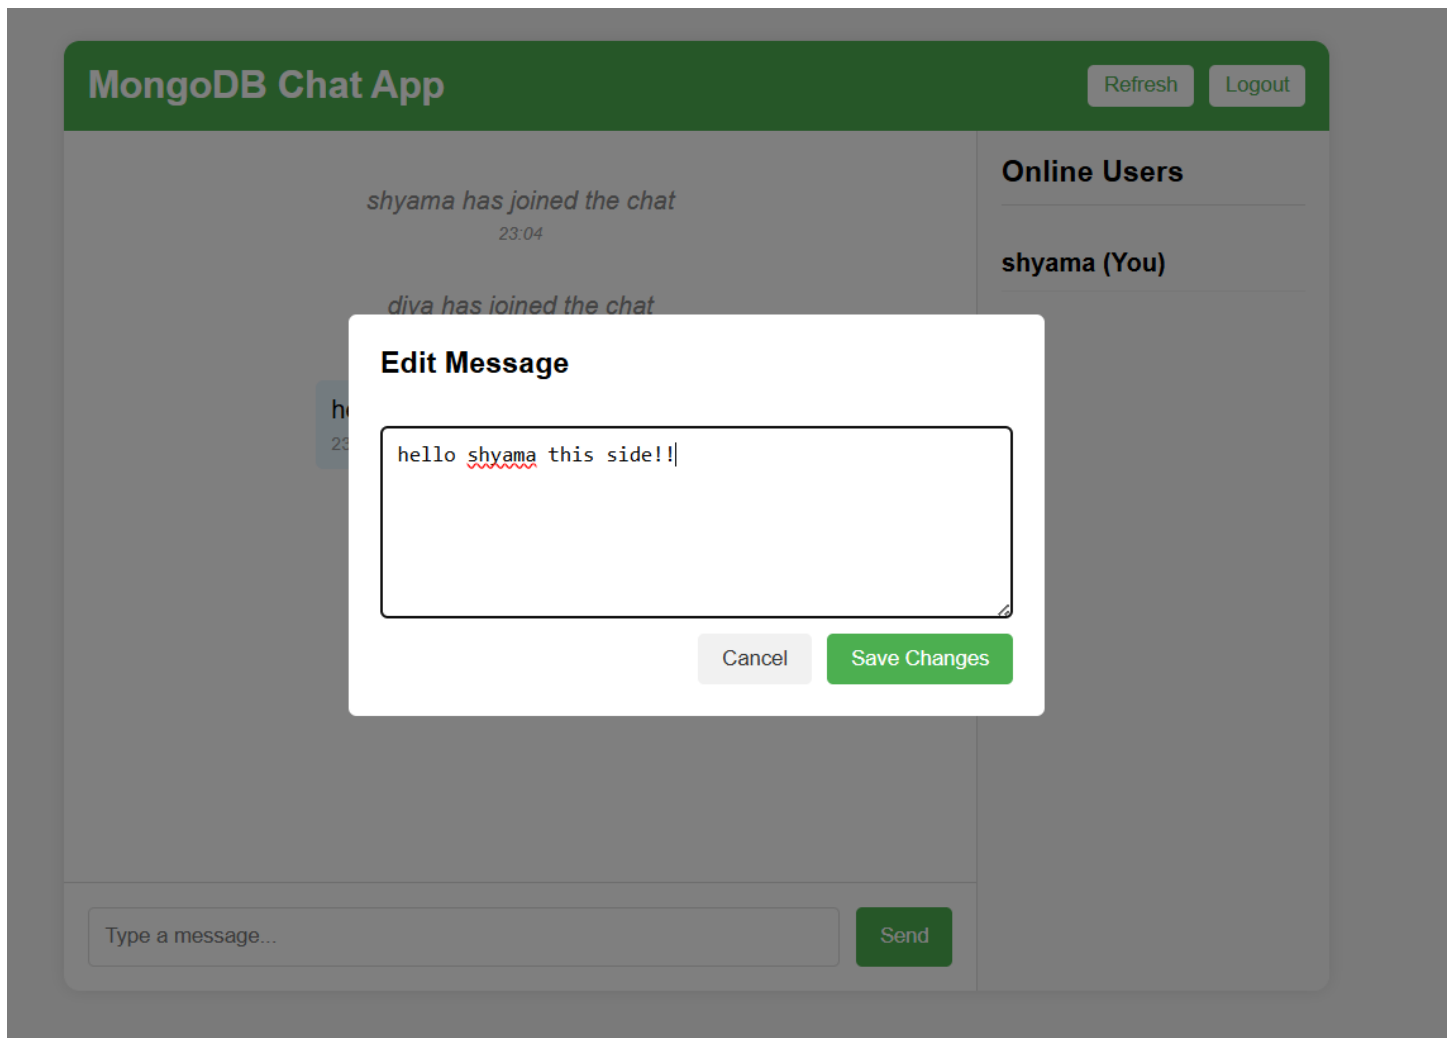 MongoDB Chat App
Refresh
Logout
shyama has joined the chat
23:04
diya has joined the chat
Online Users
shyama (You)
Edit Message
hello shyama this side!!
Cancel
Save Changes
Type a message...
Send